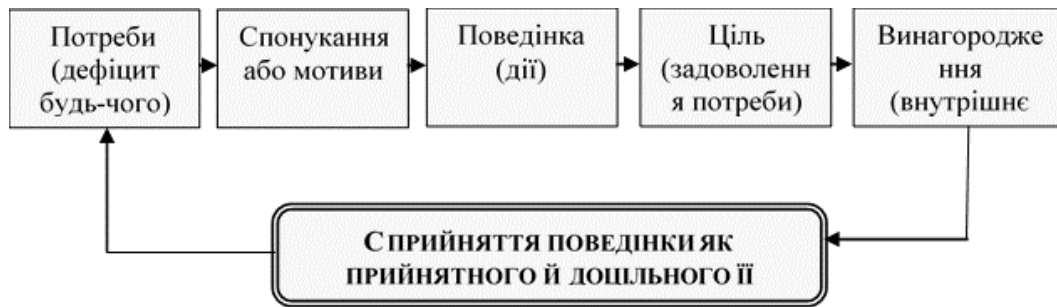 Потреби
(дефіцит
будь-чого)
Спонукання
або мотиви
Поведінка
(дії)
Ціль
(задоволенн
я потреби)
Винагородже
ння
(внутрішнє
СПРИЙНЯТТЯ ПОВЕДІНКИ ЯК
ПРИЙНЯТНОГО Й ДОЦІЛЬНОГО ЇЇ